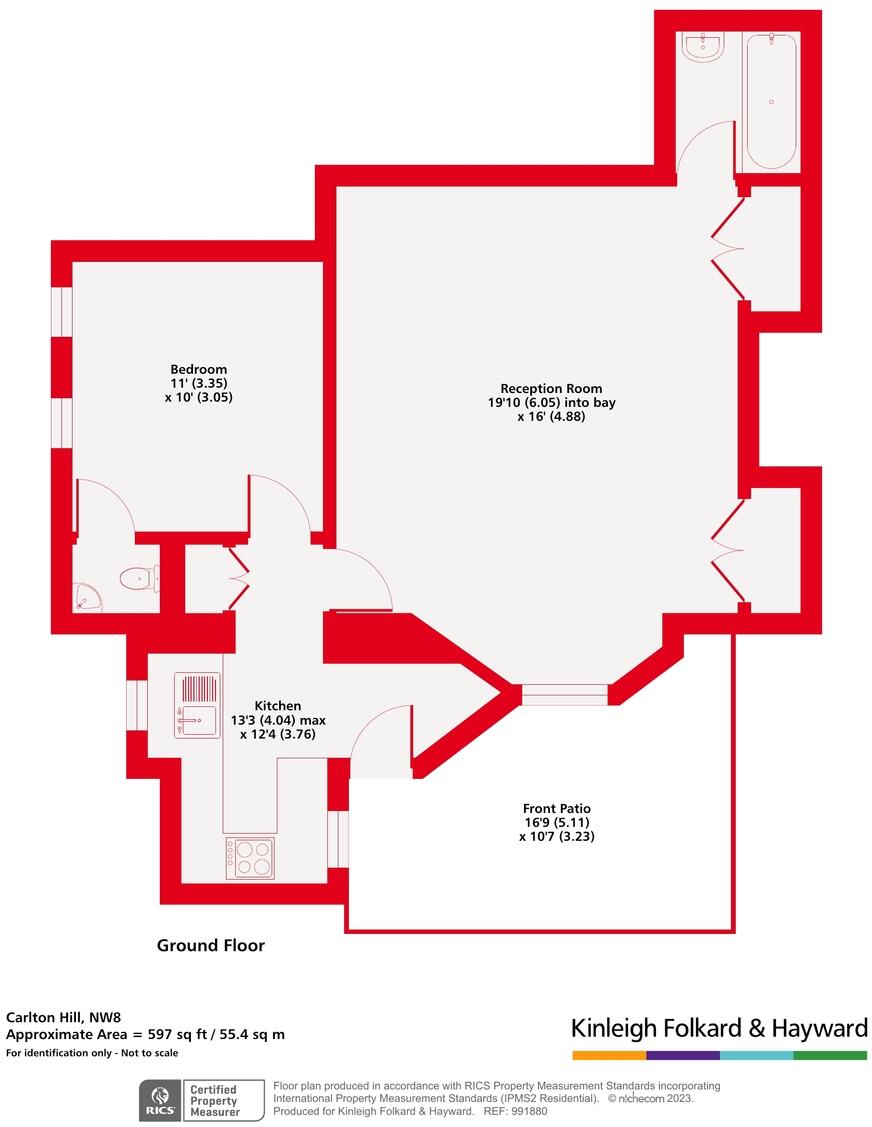 Bedroom
11' (3.35)
x 10' (3.05)
Reception Room
19'10 (6.05) into bay
x 16' (4.88)
Kitchen
13'3 (4.04) max
x 12'4 (3.76)
Front Patio
16'9 (5.11)
x 10'7 (3.23)
Ground Floor
Carlton Hill, NW8
Approximate Area = 597 sq ft / 55.4 sq m
For identification only - Not to scale
Kinleigh Folkard & Hayward
RICS
Certified
Property
Measurer
Floor plan produced in accordance with RICS Property Measurement Standards incorporating
International Property Measurement Standards (IPMS2 Residential). © nichecom 2023.
Produced for Kinleigh Folkard & Hayward. REF: 991880